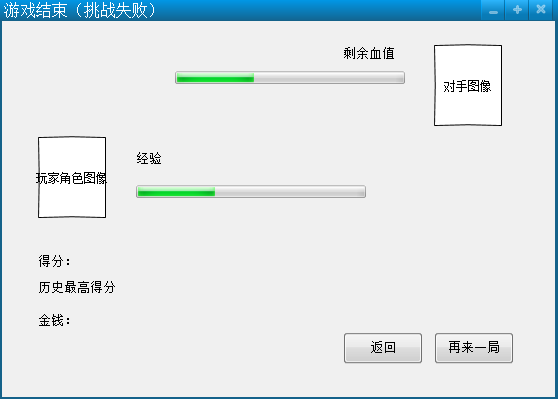 游戏结束（挑战失败）
剩余血值
对手图像
经验
玩家角色图像
得分：
历史最高得分
金钱：
返回
再来一局